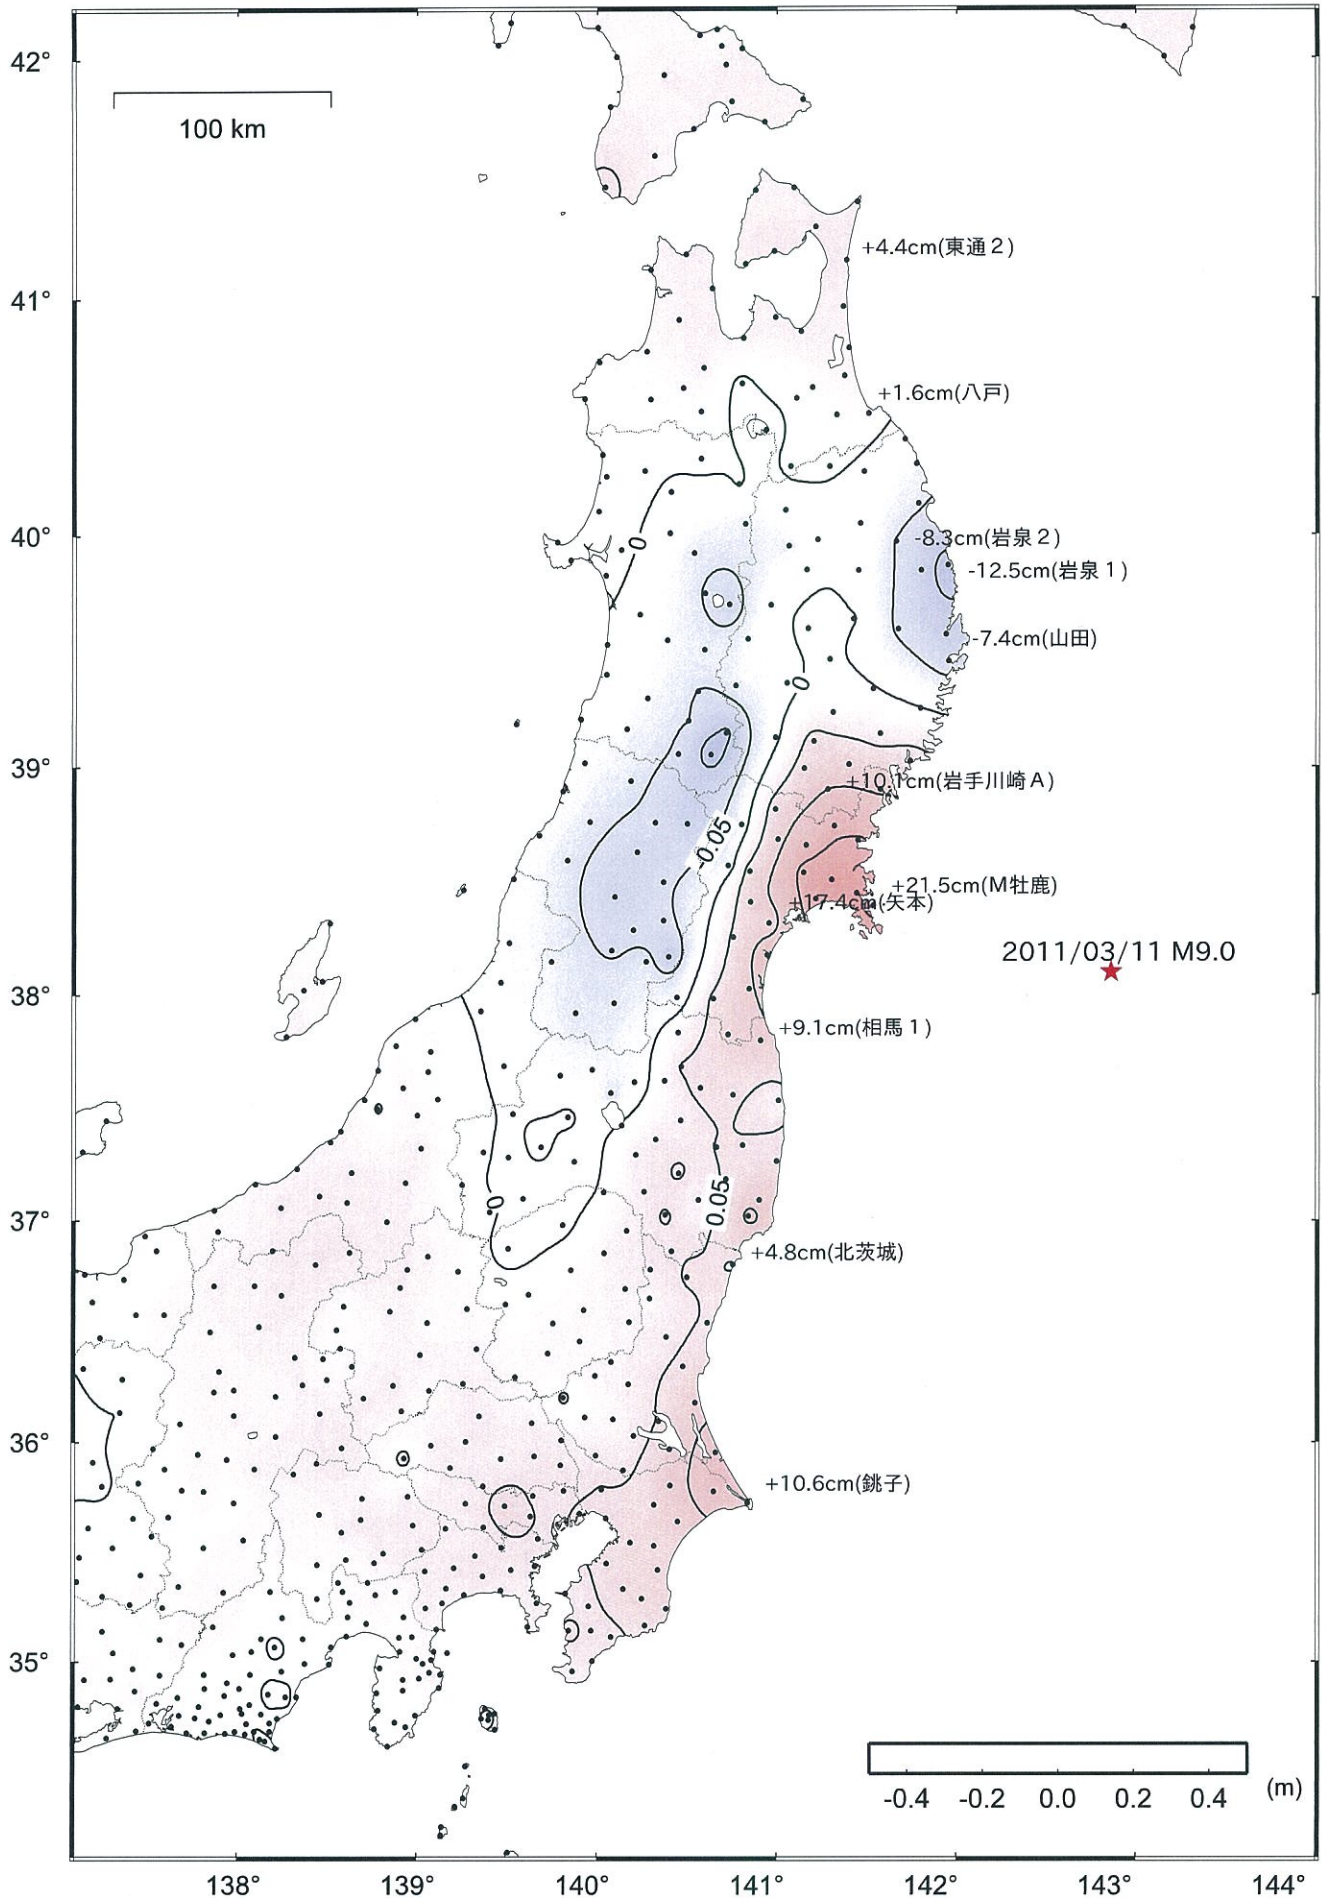 42°
100 km
+4.4cm(東通２)
41°
+1.6cm(八戸)
40°
0
-8.3cm(岩泉２)
-12.5cm(岩泉１)
-7.4cm(山田)
0
39°
+10.1cm(岩手川崎Ａ)
-0.05
+21.5cm(M牡鹿)
+17.4cm(矢本)
2011/03/11 M9.0
38°
+9.1cm(相馬１)
0
0.05
37°
+4.8cm(北茨城)
36°
+10.6cm(銚子)
35°
-0.4 -0.2 0.0 0.2 0.4 (m)
138° 139° 140° 141° 142° 143° 144°